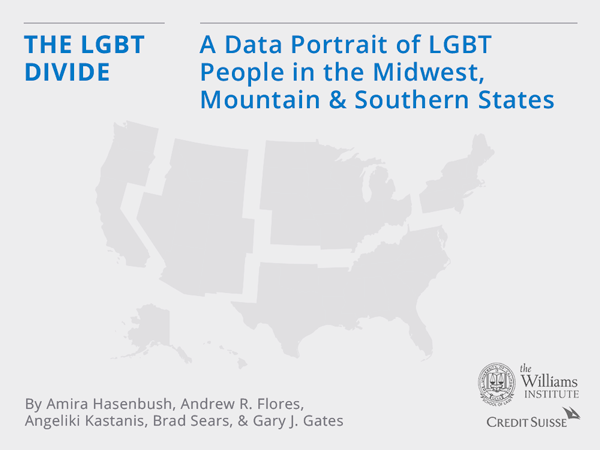 THE LGBT
DIVIDE
A Data Portrait of LGBT
People in the Midwest,
Mountain & Southern States
By Amira Hasenbush, Andrew R. Flores,
Angeliki Kastanis, Brad Sears, & Gary J. Gates
the
Williams
INSTITUTE
CREDIT SUISSE